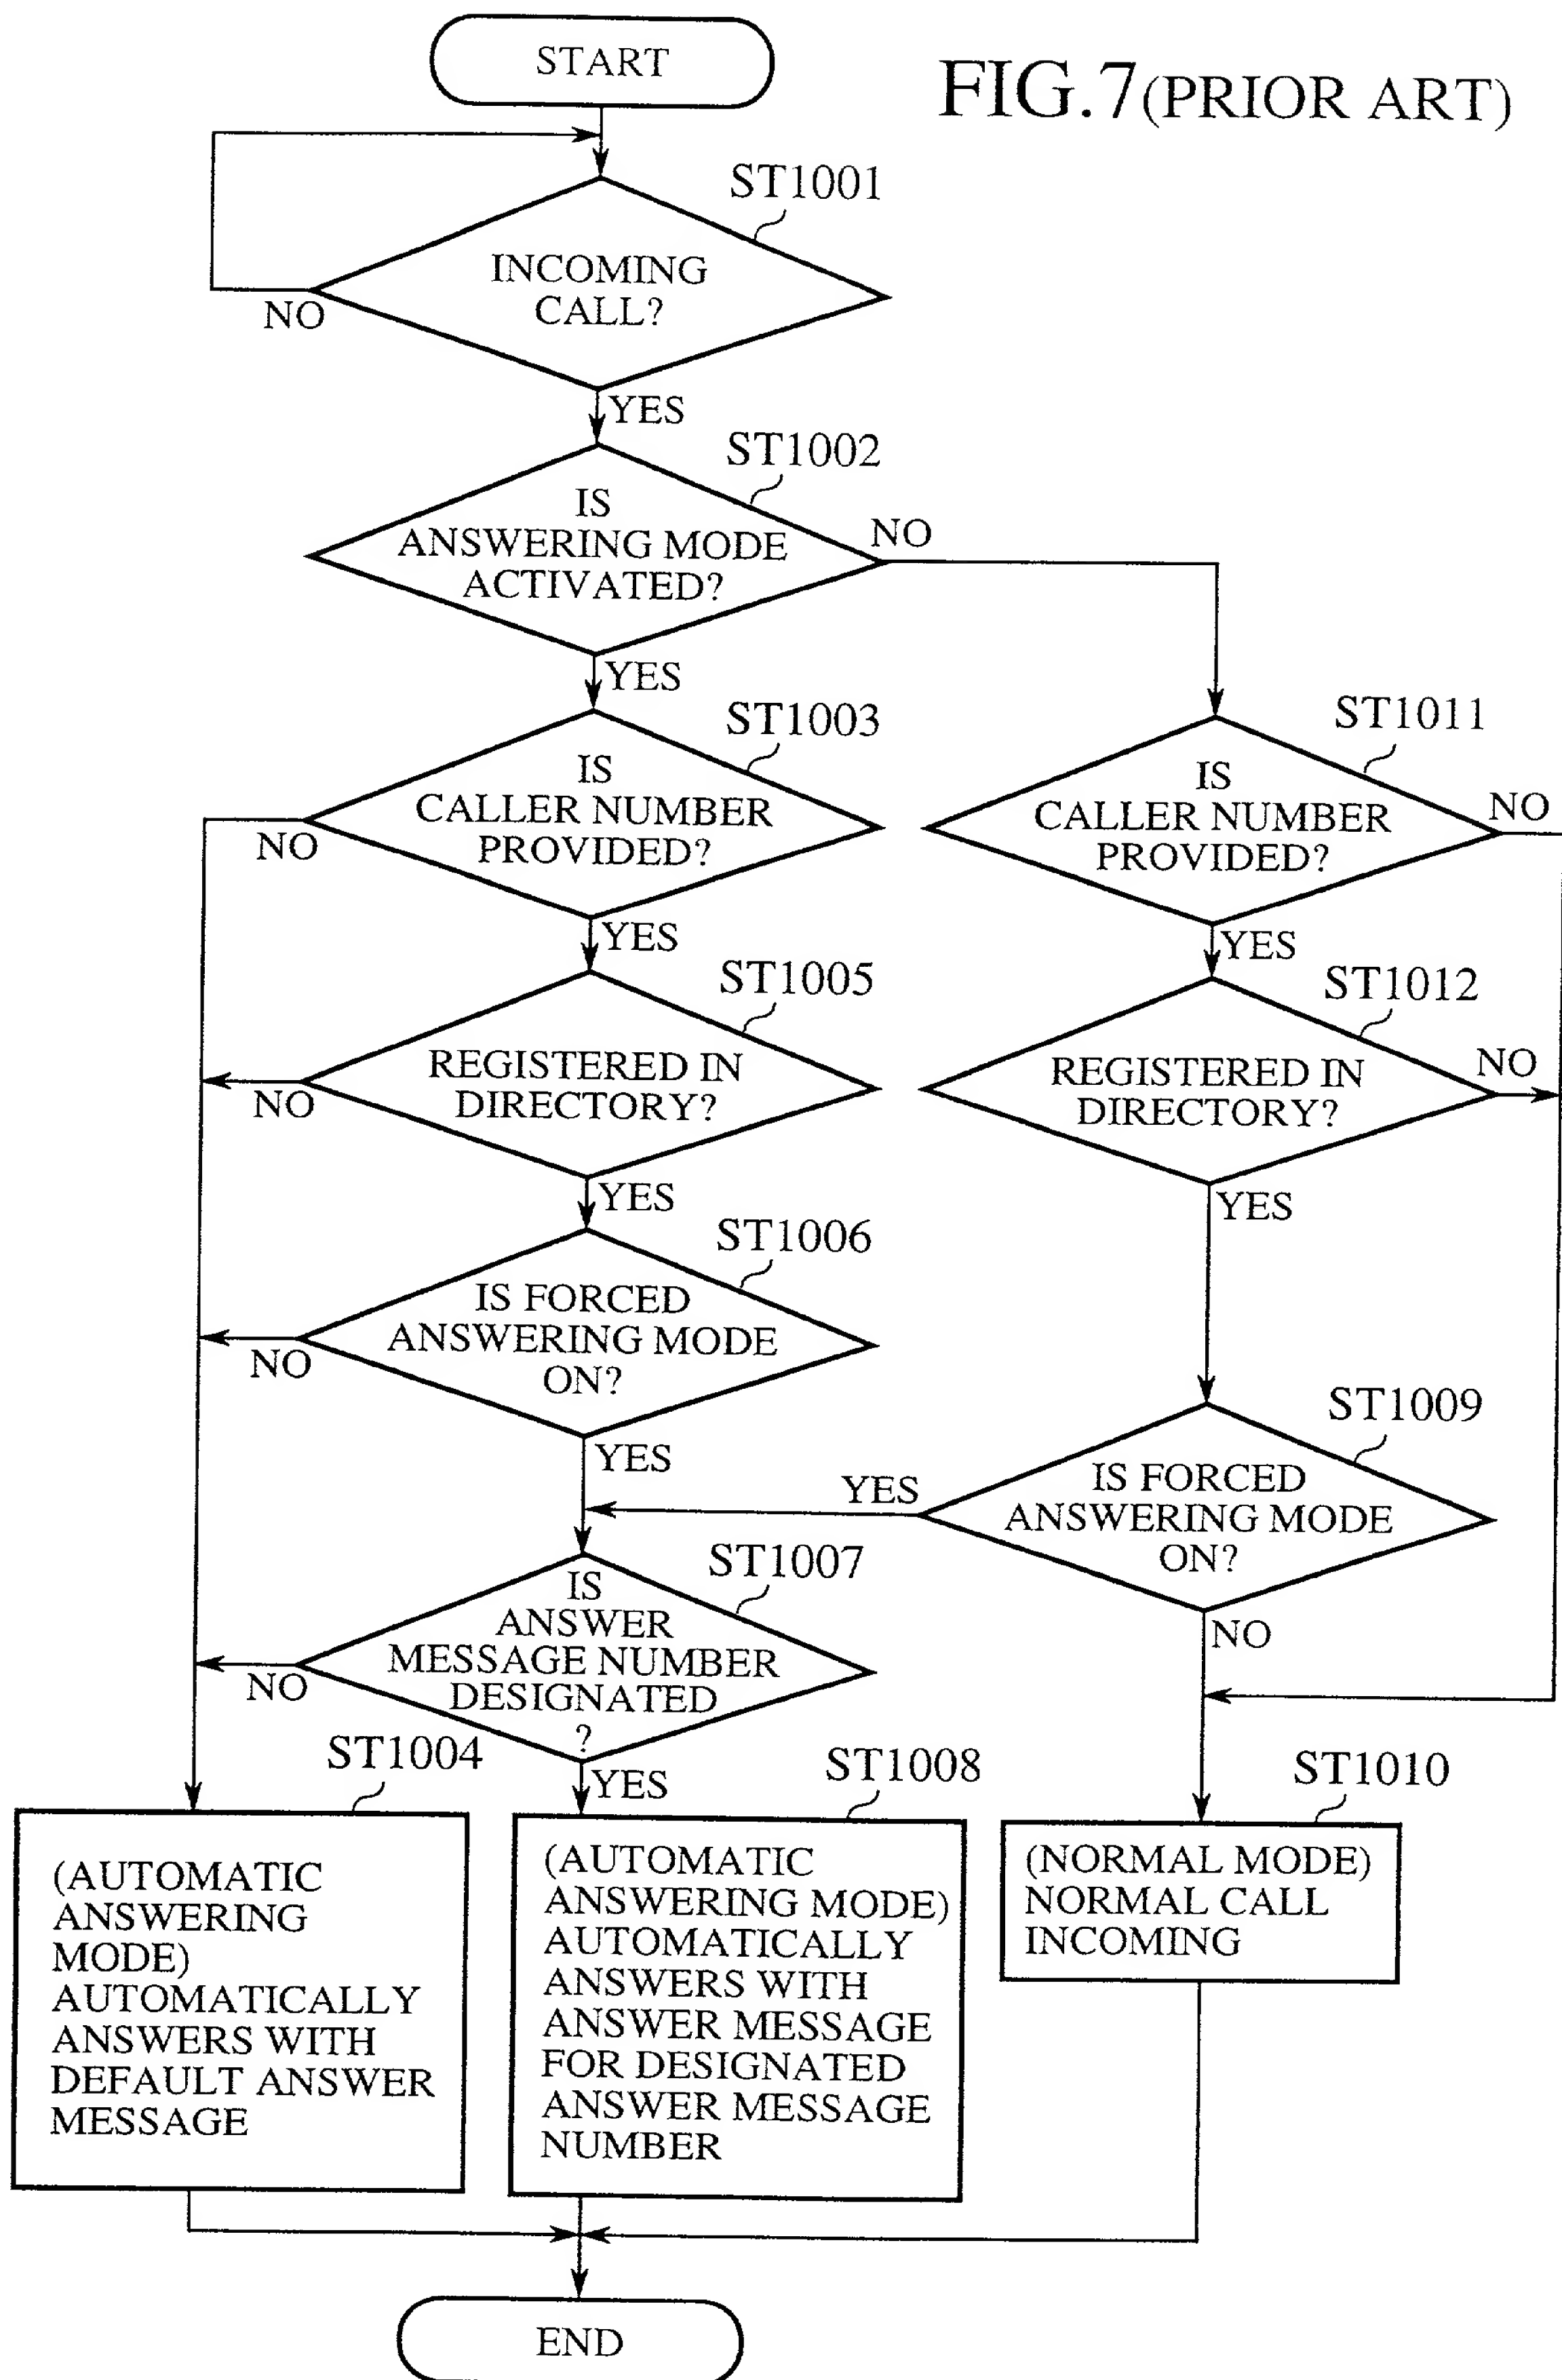 START
FIG.7(PRIOR ART)
ST1001
INCOMING
CALL?
NO
YES
ST1002
IS
ANSWERING MODE
ACTIVATED?
NO
YES
ST1003
IS
CALLER NUMBER
PROVIDED?
NO
YES
ST1011
IS
CALLER NUMBER
PROVIDED?
NO
YES
ST1005
REGISTERED IN
DIRECTORY?
NO
YES
ST1012
REGISTERED IN
DIRECTORY?
NO
YES
ST1006
IS FORCED
ANSWERING MODE
ON?
NO
YES
ST1009
IS FORCED
ANSWERING MODE
ON?
YES
NO
ST1007
IS
ANSWER
MESSAGE NUMBER
DESIGNATED
?
NO
YES
ST1004
(AUTOMATIC
ANSWERING
MODE)
AUTOMATICALLY
ANSWERS WITH
DEFAULT ANSWER
MESSAGE
ST1008
(AUTOMATIC
ANSWERING MODE)
AUTOMATICALLY
ANSWERS WITH
ANSWER MESSAGE
FOR DESIGNATED
ANSWER MESSAGE
NUMBER
ST1010
(NORMAL MODE)
NORMAL CALL
INCOMING
END